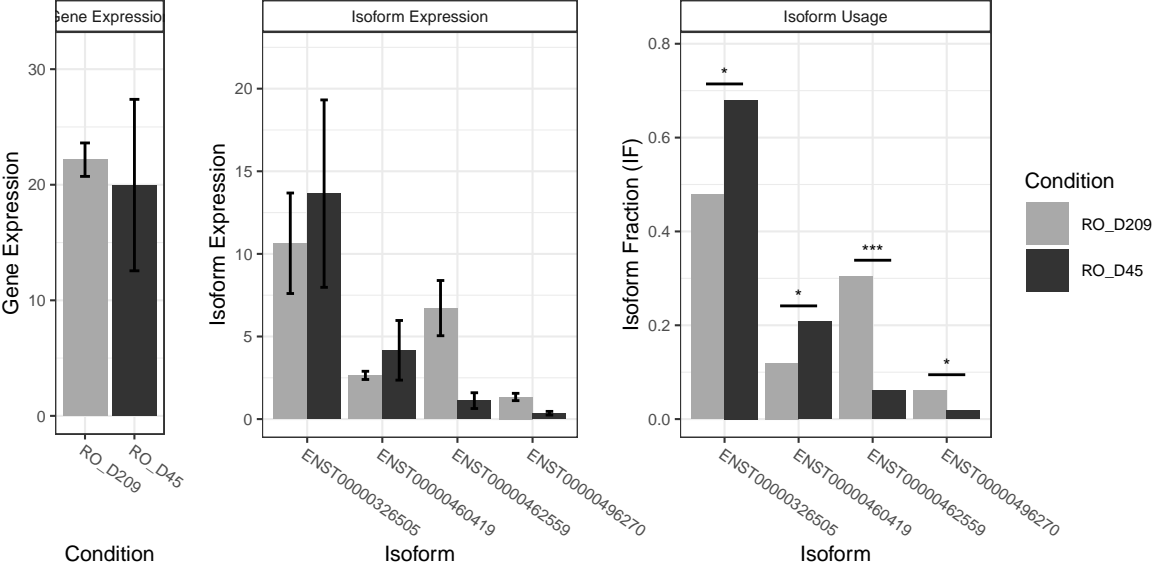 Gene Expression
Isoform Expression
Isoform Usage
Gene Expression
30
20
10
0
RO_D209
RO_D45
Condition
Isoform Expression
20
15
10
5
0
ENST00000326505
ENST00000460419
ENST00000462559
ENST00000496270
Isoform
Isoform Fraction (IF)
0.8
0.6
0.4
0.2
0.0
*
*
***
*
ENST00000326505
ENST00000460419
ENST00000462559
ENST00000496270
Isoform
Condition
RO_D209
RO_D45